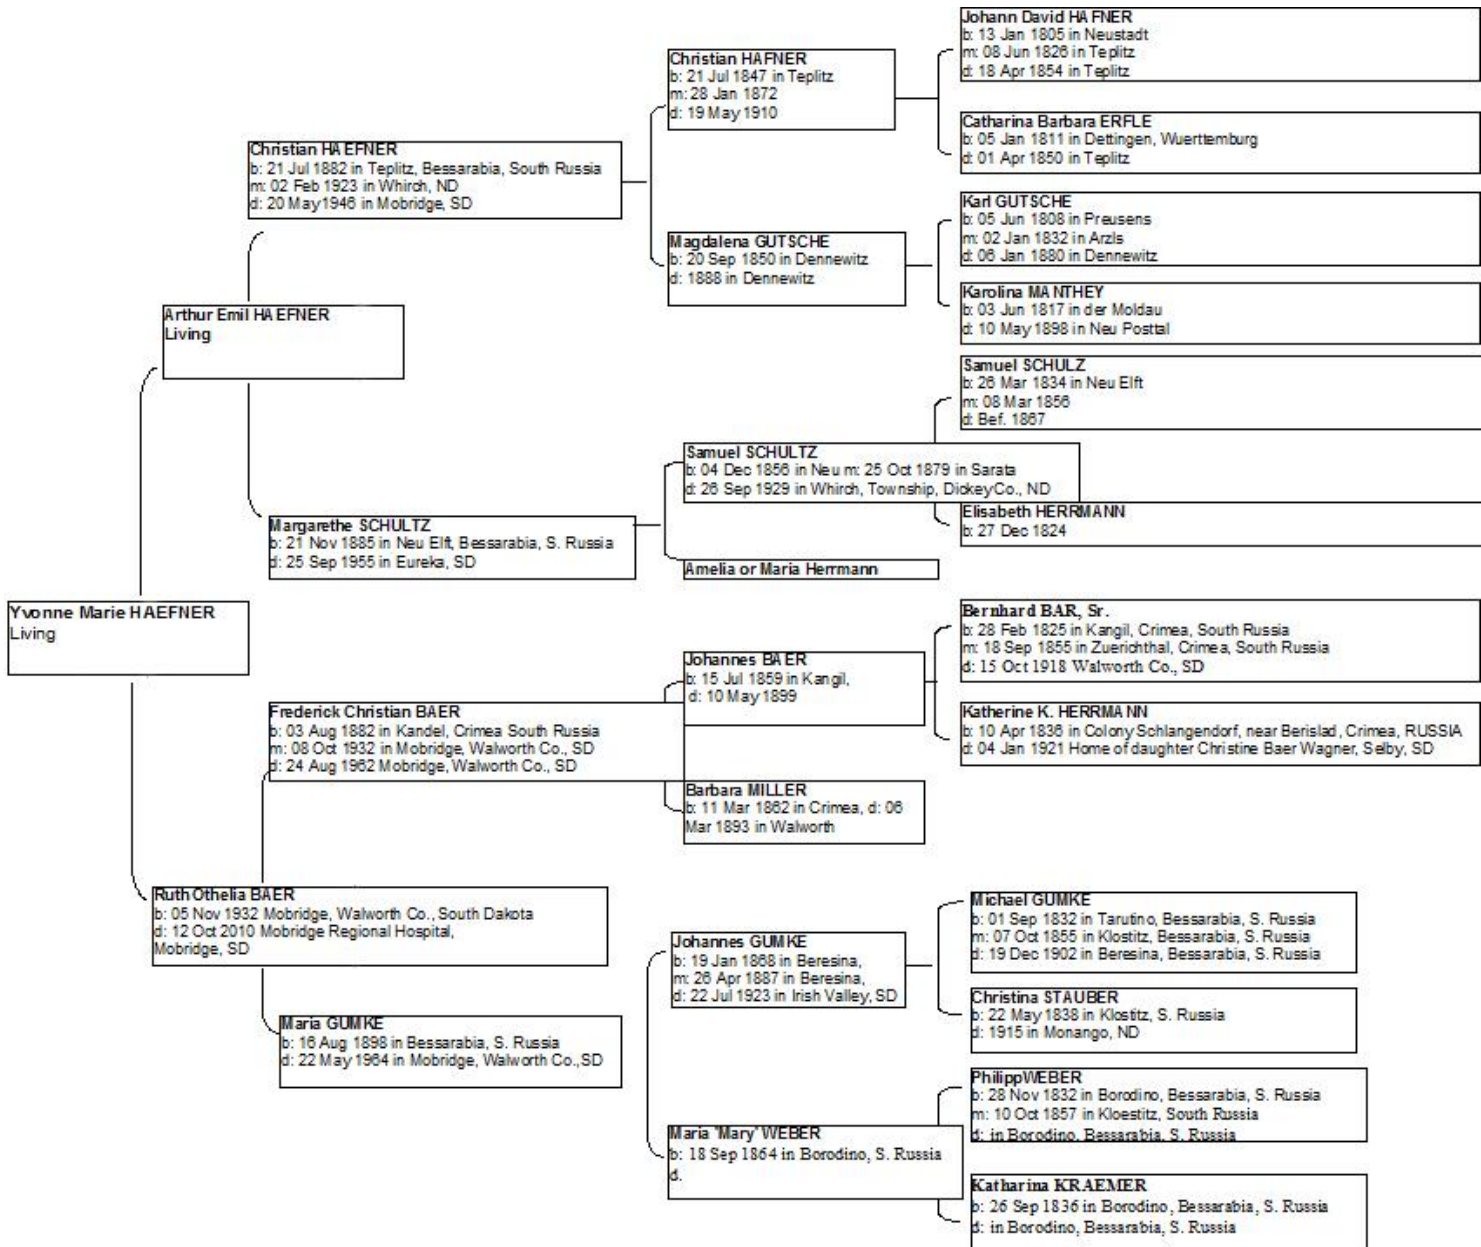 Johann David HAFNER
b: 13 Jan 1805 in Neustadt
m: 08 Jun 1826 in Teplitz
d: 18 Apr 1854 in Teplitz
Christian HAFNER
b: 21 Jul 1847 in Teplitz
m: 28 Jan 1872
d: 19 May 1910
Catharina Barbara ERFLE
b: 05 Jan 1811 in Dettingen, Wuerttemburg
d: 01 Apr 1850 in Teplitz
Christian HAEFNER
b: 21 Jul 1882 in Teplitz, Bessarabia, South Russia
m: 02 Feb 1923 in Whirch, ND
d: 20 May 1946 in Mobridge, SD
Karl GUTSCHE
b: 05 Jun 1808 in Preusens
m: 02 Jan 1832 in Arzls
d: 06 Jan 1880 in Dennewitz
Magdalena GUTSCHE
b: 20 Sep 1850 in Dennewitz
d: 1888 in Dennewitz
Karolina MANTHEY
b: 03 Jun 1817 in der Moldau
d: 10 May 1898 in Neu Posttal
Arthur Emil HAEFNER
Living
Samuel SCHULZ
b: 26 Mar 1834 in Neu Elft
m: 08 Mar 1856
d: Bef. 1867
Samuel SCHULTZ
b: 04 Dec 1856 in Neu m: 25 Oct 1879 in Sarata
d: 26 Sep 1929 in Whirch, Township, DickeyCo., ND
Elisabeth HERRMANN
b: 27 Dec 1824
Margarethe SCHULTZ
b: 21 Nov 1885 in Neu Elft, Bessarabia, S. Russia
d: 25 Sep 1955 in Eureka, SD
Amelia or Maria Herrmann
Yvonne Marie HAEFNER
Living
Bernhard BAR, Sr.
b: 28 Feb 1825 in Kangil, Crimea, South Russia
m: 18 Sep 1855 in Zuerichthal, Crimea, South Russia
d: 15 Oct 1918 Walworth Co., SD
Johannes BAER
b: 15 Jul 1859 in Kangil,
d: 10 May 1899
Katherine K. HERRMANN
b: 10 Apr 1836 in Colony Schlangendorf, near Berislad, Crimea, RUSSIA
d: 04 Jan 1921 Home of daughter Christine Baer Wagner, Selby, SD
Frederick Christian BAER
b: 03 Aug 1882 in Kandel, Crimea South Russia
m: 08 Oct 1932 in Mobridge, Walworth Co., SD
d: 24 Aug 1962 Mobridge, Walworth Co., SD
Barbara MILLER
b: 11 Mar 1862 in Crimea, d: 06
Mar 1893 in Walworth
Ruth Othelia BAER
b: 05 Nov 1932 Mobridge, Walworth Co., South Dakota
d: 12 Oct 2010 Mobridge Regional Hospital,
Mobridge, SD
Michael GUMKE
b: 01 Sep 1832 in Tarutino, Bessarabia, S. Russia
m: 07 Oct 1855 in Klostitz, Bessarabia, S. Russia
d: 19 Dec 1902 in Beresina, Bessarabia, S. Russia
Johannes GUMKE
b: 19 Jan 1868 in Beresina,
m: 26 Apr 1887 in Beresina,
d: 22 Jul 1923 in Irish Valley, SD
Christina STAUBER
b: 22 May 1838 in Klostitz, S. Russia
d: 1915 in Monango, ND
Maria GUMKE
b: 16 Aug 1898 in Bessarabia, S. Russia
d: 22 May 1964 in Mobridge, Walworth Co.,SD
PhilippWEBER
b: 28 Nov 1832 in Borodino, Bessarabia, S. Russia
m: 10 Oct 1857 in Kloestitz, South Russia
d: in Borodino, Bessarabia, S. Russia
Maria 'Mary' WEBER
b: 18 Sep 1864 in Borodino, S. Russia
d.
Katharina KRAEMER
b: 26 Sep 1836 in Borodino, Bessarabia, S. Russia
d: in Borodino, Bessarabia, S. Russia